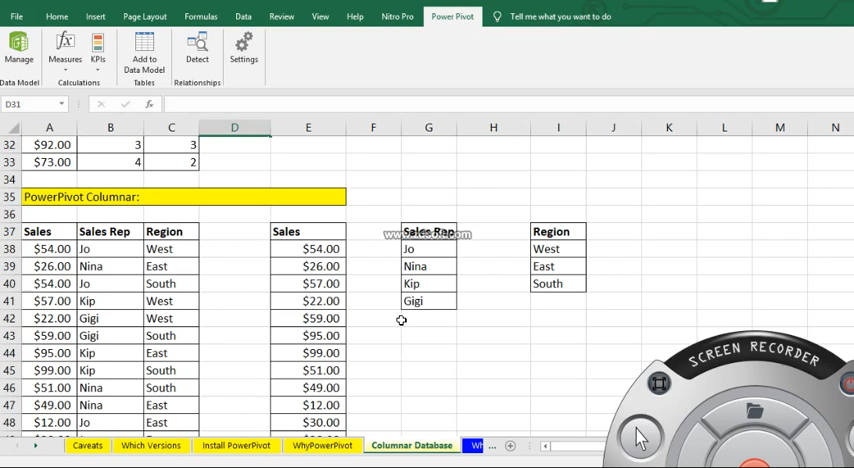 File Home Insert Page Layout Formulas Data Review View Help Nitro Pro Power Pivot Tell me what you want to do
fx
Manage Measures KPIs Add to Data Model Detect Settings
Data Model Calculations Tables Relationships
D31 fx
A B C D E F G H I J K L M N
32 $92.00 3 3
33 $73.00 4 2
34
35 PowerPivot Columnar:
36
37 Sales Sales Rep Region Sales Sales Rep Region
38 $54.00 Jo West $54.00 Jo West
39 $26.00 Nina East $26.00 Nina East
40 $54.00 Jo South $57.00 Kip South
41 $57.00 Kip West $22.00 Gigi
42 $22.00 Gigi West $59.00
43 $59.00 Gigi South $95.00
44 $95.00 Kip East $99.00
45 $99.00 Kip South $51.00
46 $51.00 Nina South $49.00
47 $49.00 Nina East $12.00
48 $12.00 Jo East $30.00
SCREEN RECORDER
Caveats Which Versions Install PowerPivot WhyPowerPivot Columnar Database Wh ...